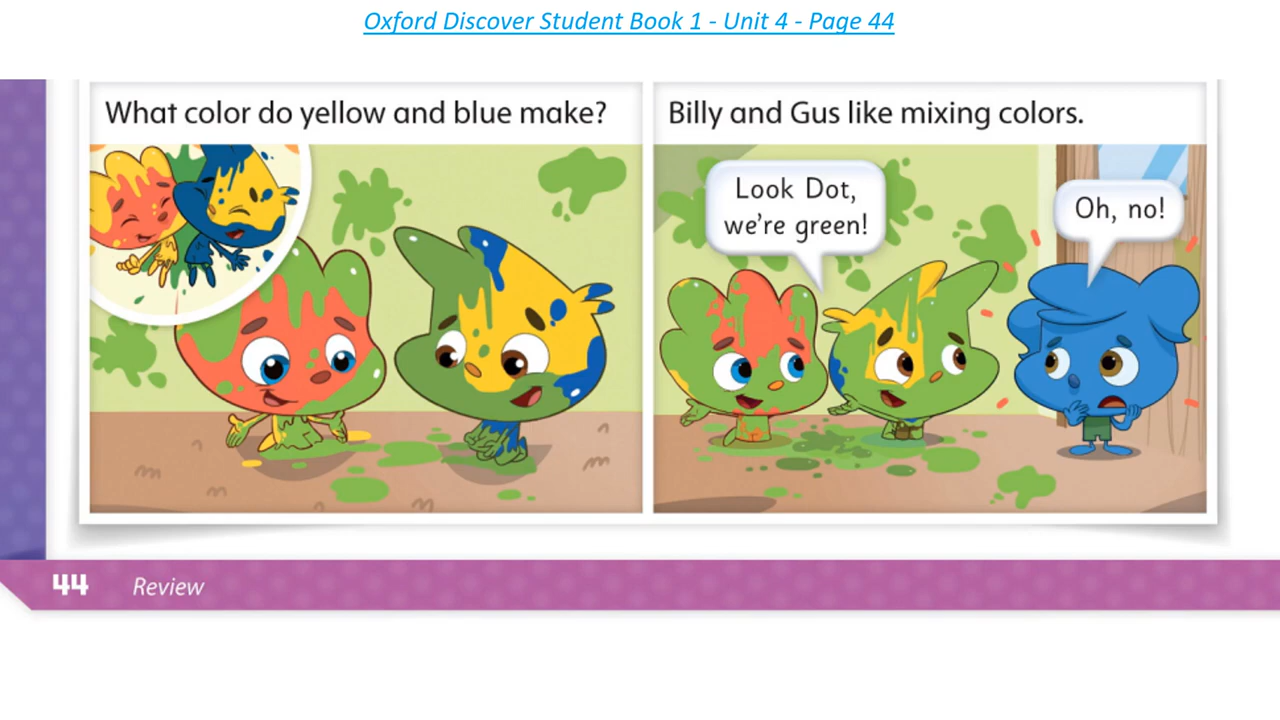 Oxford Discover Student Book 1 - Unit 4 - Page 44
What color do yellow and blue make?
Billy and Gus like mixing colors.
Look Dot,
we're green!
Oh, no!
44 Review